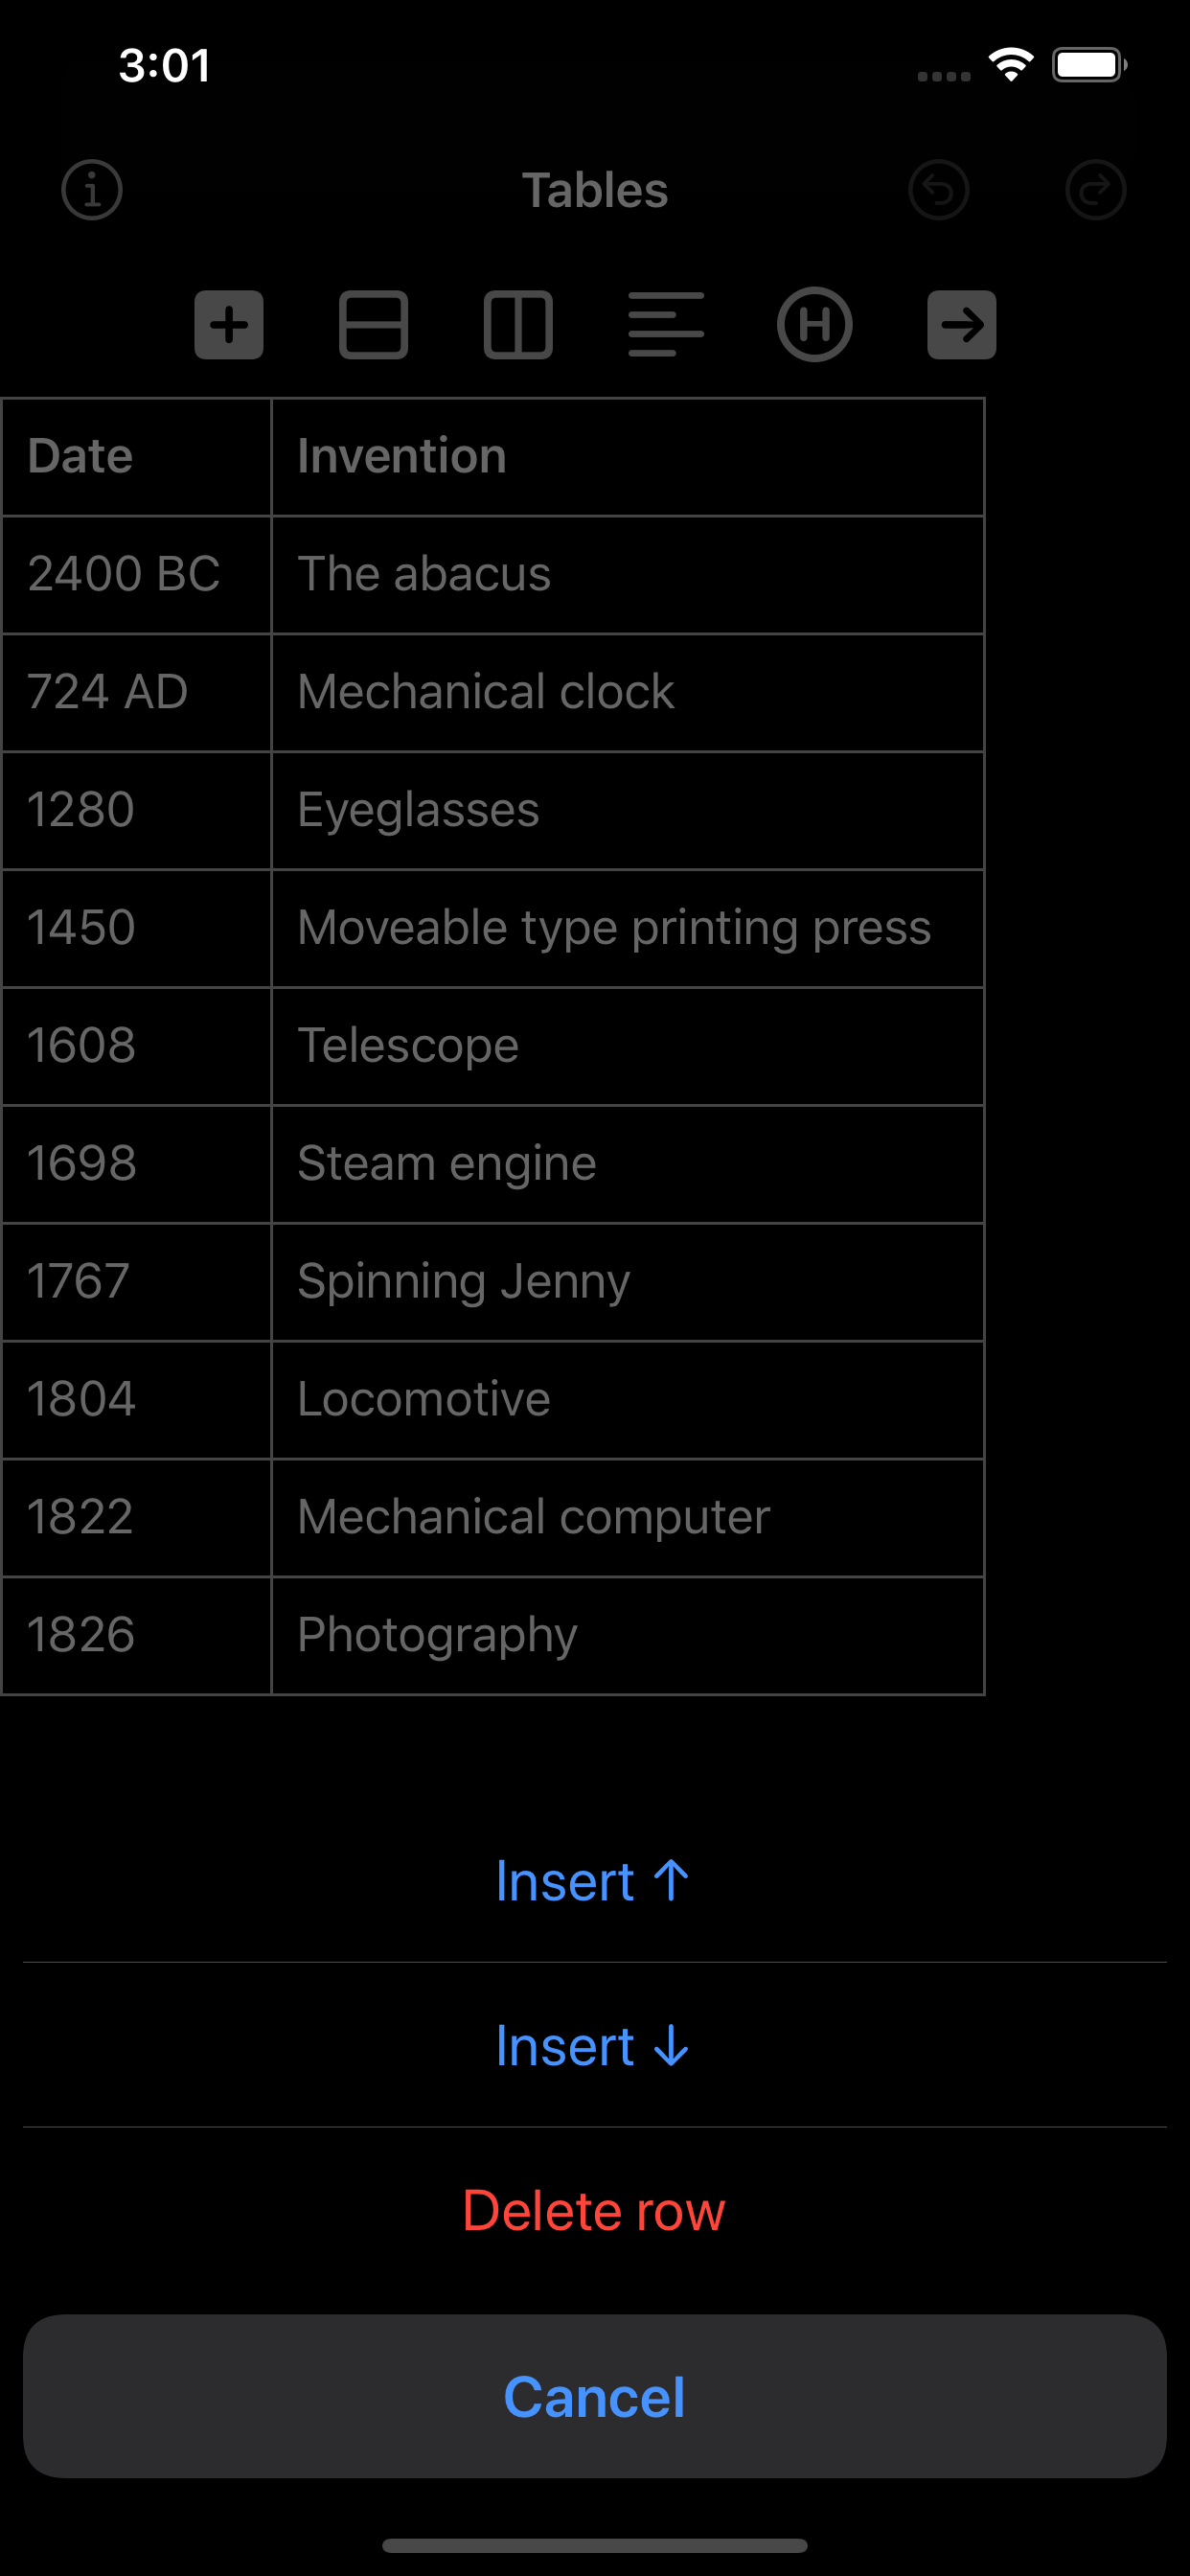 3:01
Tables
H
Date Invention
2400 BC The abacus
724 AD Mechanical clock
1280 Eyeglasses
1450 Moveable type printing press
1608 Telescope
1698 Steam engine
1767 Spinning Jenny
1804 Locomotive
1822 Mechanical computer
1826 Photography
Insert ↑
Insert ↓
Delete row
Cancel